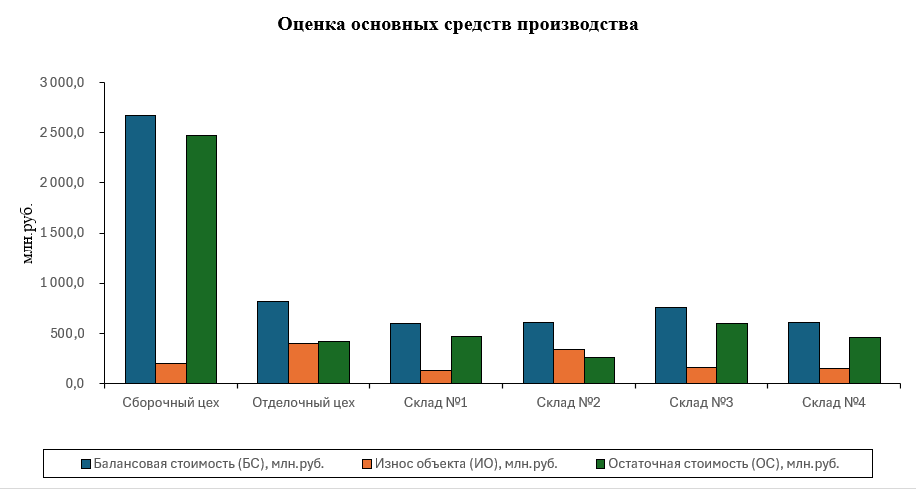 Оценка основных средств производства
млн.руб.
3 000,0
2 500,0
2 000,0
1 500,0
1 000,0
500,0
0,0
Сборочный цех Отделочный цех Склад №1 Склад №2 Склад №3 Склад №4
Балансовая стоимость (БС), млн.руб. Износ объекта (ИО), млн.руб. Остаточная стоимость (ОС), млн.руб.